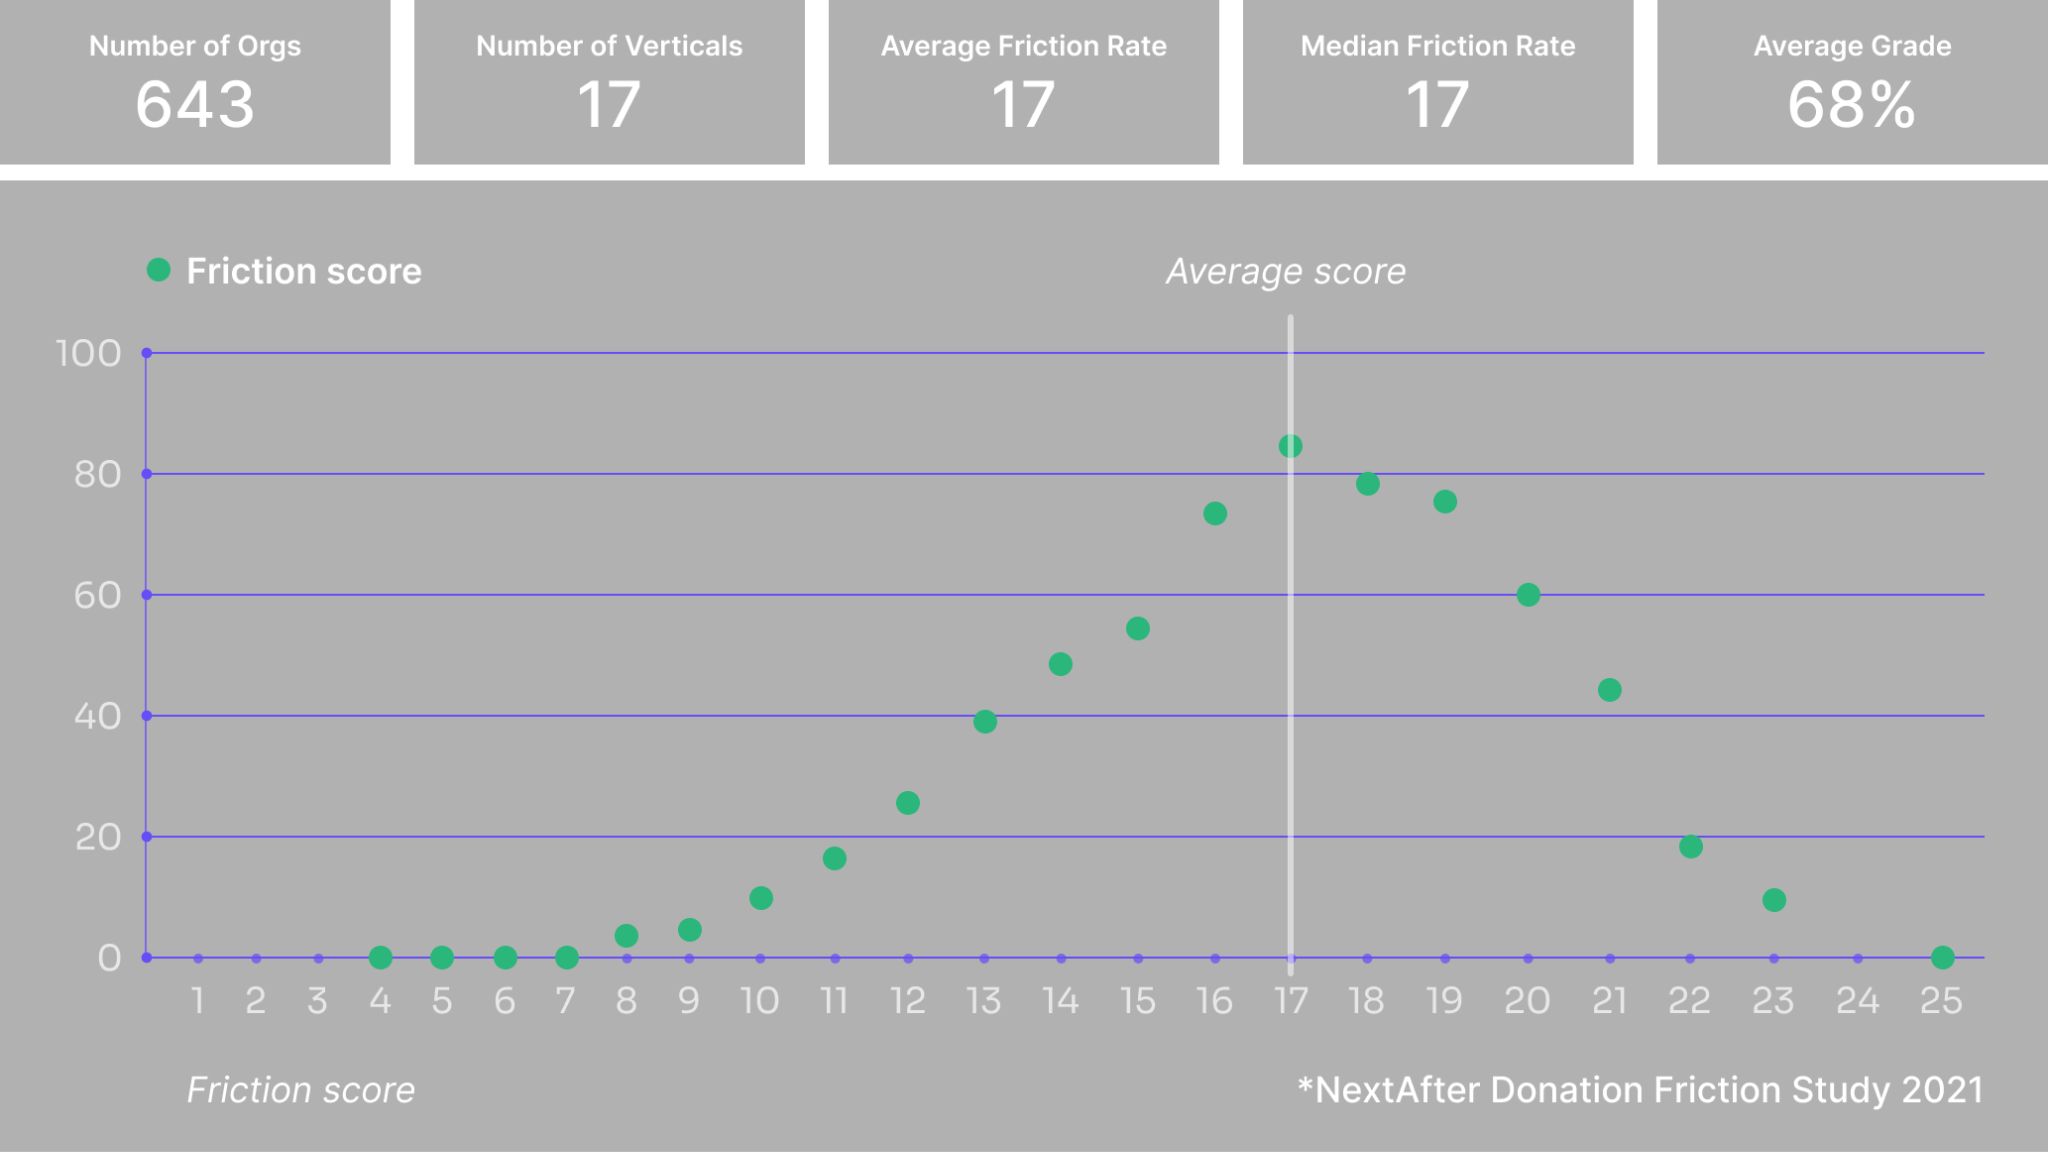 Number of Orgs
643
Number of Verticals
17
Average Friction Rate
17
Median Friction Rate
17
Average Grade
68%
Friction score
Average score
100
80
60
40
20
0
1 2 3 4 5 6 7 8 9 10 11 12 13 14 15 16 17 18 19 20 21 22 23 24 25
Friction score
*NextAfter Donation Friction Study 2021